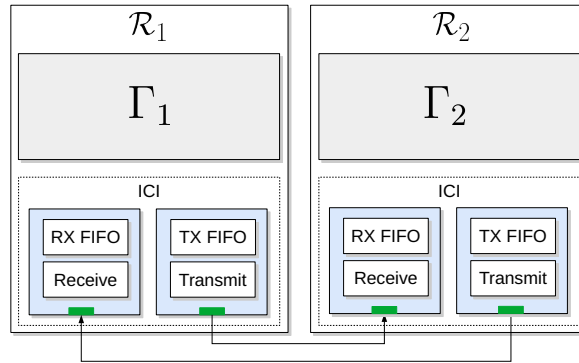 R₁
Γ₁
ICI
RX FIFO
TX FIFO
Receive
Transmit
R₂
Γ₂
ICI
RX FIFO
TX FIFO
Receive
Transmit